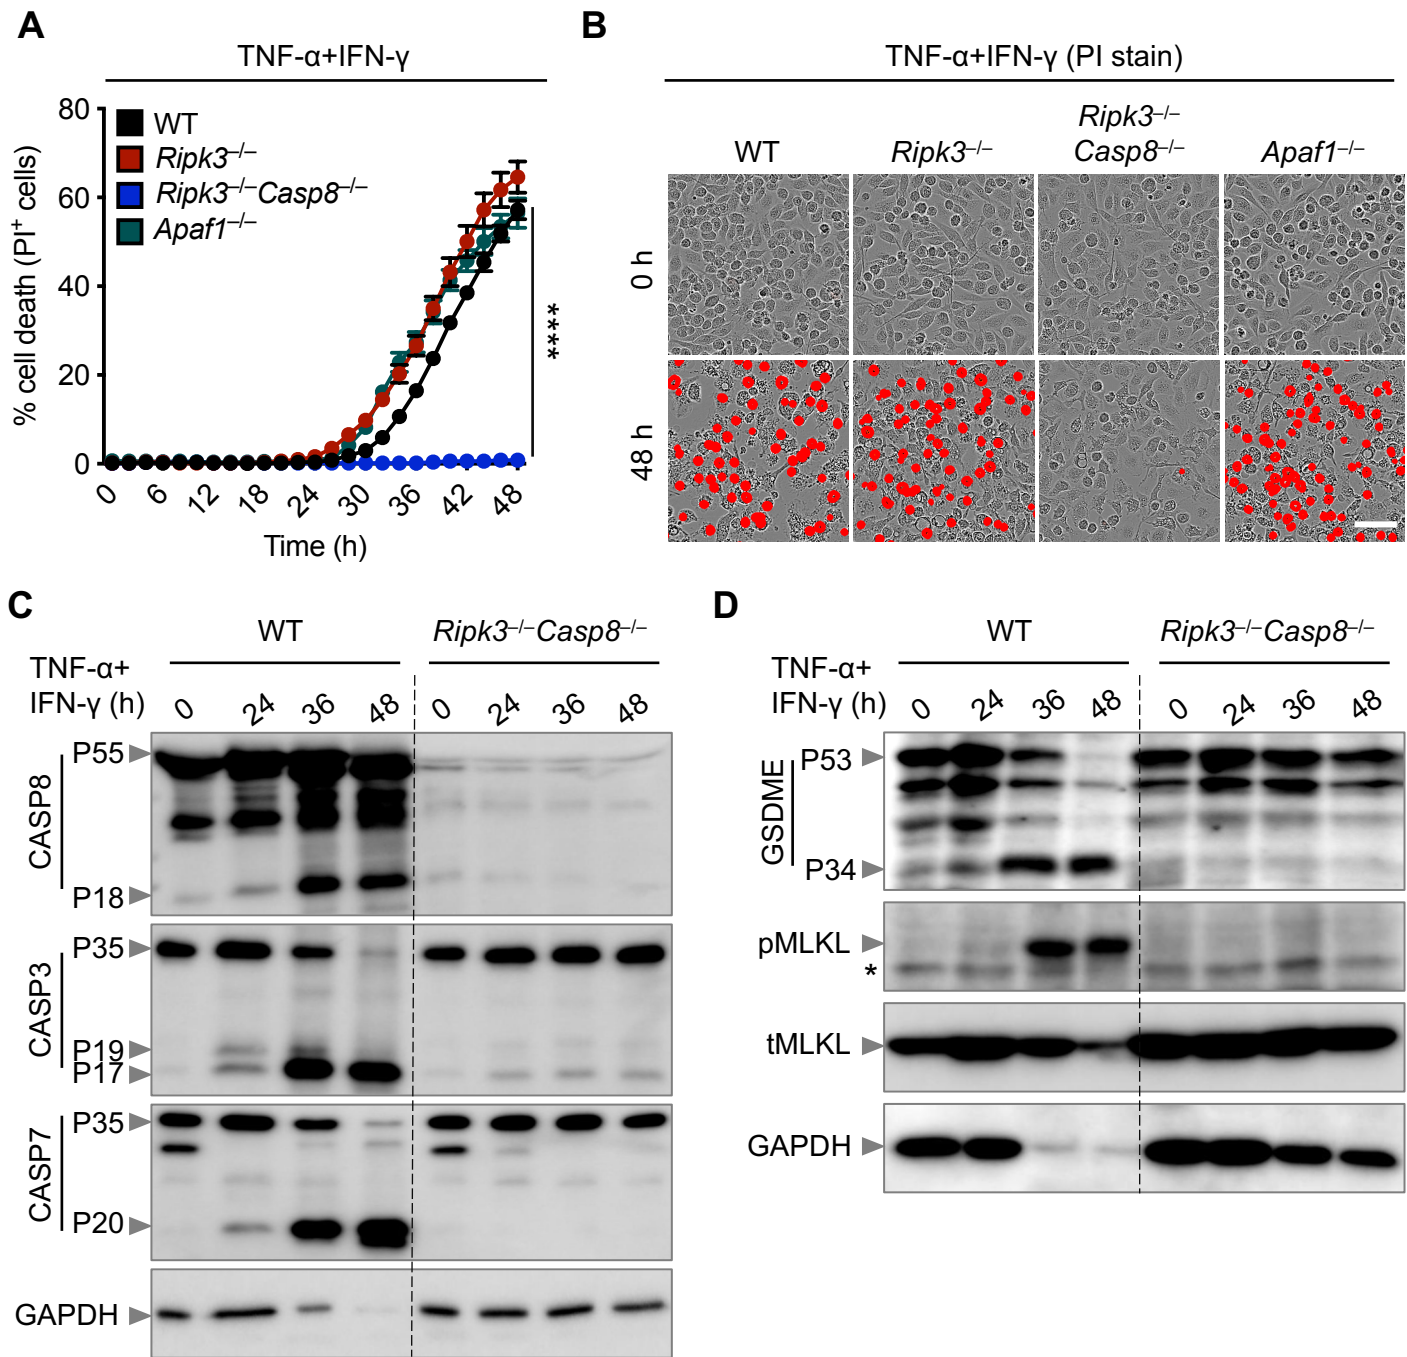 A
TNF-α+IFN-γ
% cell death (PI⁺ cells)
80
60
40
20
0
WT
Ripk3⁻/⁻
Ripk3⁻/⁻Casp8⁻/⁻
Apaf1⁻/⁻
****
0 6 12 18 24 30 36 42 48
Time (h)
B
TNF-α+IFN-γ (PI stain)
WT
Ripk3⁻/⁻
Ripk3⁻/⁻
Casp8⁻/⁻
Apaf1⁻/⁻
0 h
48 h
C
WT
Ripk3⁻/⁻Casp8⁻/⁻
TNF-α+
IFN-γ (h)
0 24 36 48 0 24 36 48
CASP8
P55
P18
CASP3
P35
P19
P17
CASP7
P35
P20
GAPDH
D
WT
Ripk3⁻/⁻Casp8⁻/⁻
TNF-α+
IFN-γ (h)
0 24 36 48 0 24 36 48
GSDME
P53
P34
pMLKL
*
tMLKL
GAPDH